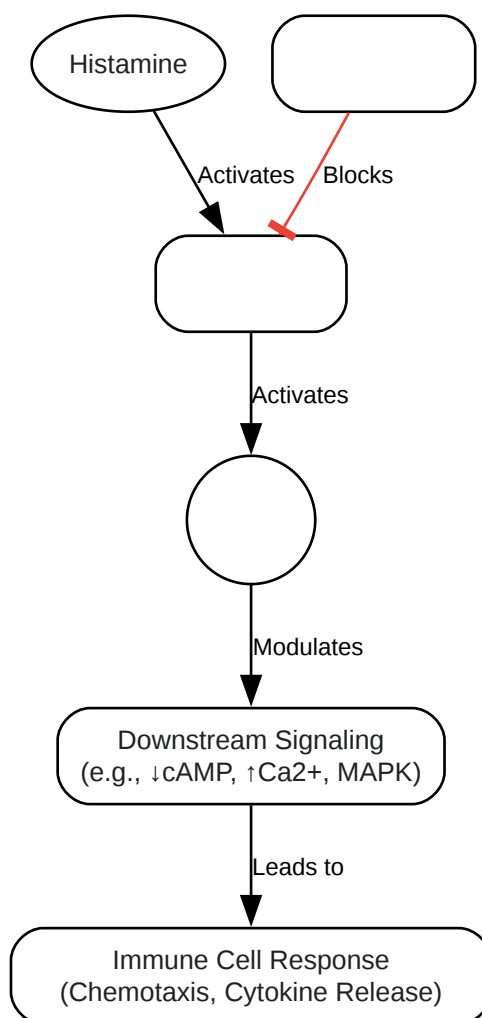 Histamine
Activates
Blocks
Activates
Modulates
Downstream Signaling
(e.g., ↓cAMP, ↑Ca2+, MAPK)
Leads to
Immune Cell Response
(Chemotaxis, Cytokine Release)